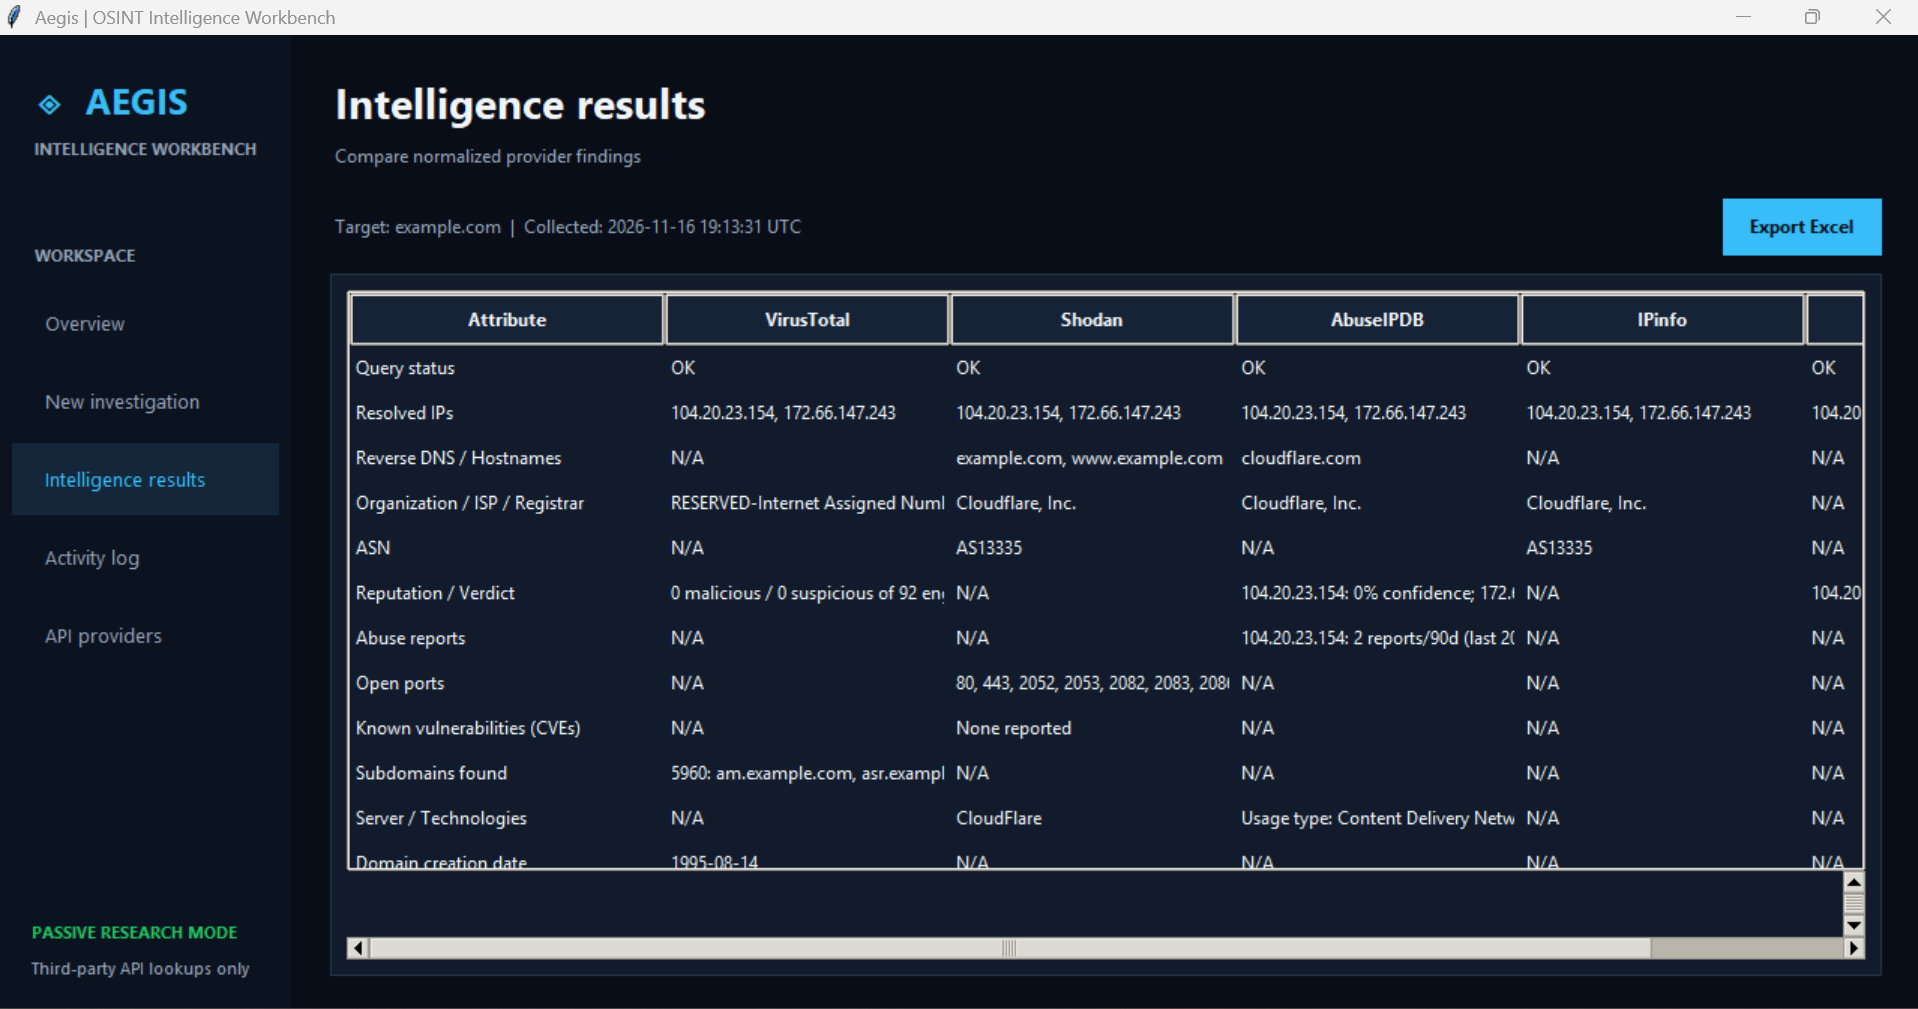 Aegis | OSINT Intelligence Workbench
AEGIS
INTELLIGENCE WORKBENCH
WORKSPACE
Overview
New investigation
Intelligence results
Activity log
API providers
PASSIVE RESEARCH MODE
Third-party API lookups only
Intelligence results
Compare normalized provider findings
Target: example.com | Collected: 2026-11-16 19:13:31 UTC
Export Excel
Attribute VirusTotal Shodan AbuseIPDB IPinfo
Query status OK OK OK OK OK
Resolved IPs 104.20.23.154, 172.66.147.243 104.20.23.154, 172.66.147.243 104.20.23.154, 172.66.147.243 104.20.23.154, 172.66.147.243 104.20
Reverse DNS / Hostnames N/A example.com, www.example.com cloudflare.com N/A N/A
Organization / ISP / Registrar RESERVED-Internet Assigned Cloudflare, Inc. Cloudflare, Inc. Cloudflare, Inc. N/A
ASN N/A AS13335 N/A AS13335 N/A
Reputation / Verdict 0 malicious / 0 suspicious of 92 N/A 104.20.23.154: 0% confidence; 172. N/A 104.20
Abuse reports N/A N/A 104.20.23.154: 2 reports/90d (last N/A N/A
Open ports N/A 80, 443, 2052, 2053, 2082, 2083, N/A N/A N/A
Known vulnerabilities (CVEs) N/A None reported N/A N/A N/A
Subdomains found 5960: am.example.com, asr.exampl N/A N/A N/A N/A
Server / Technologies N/A CloudFlare Usage type: Content Delivery Netw N/A N/A
Domain creation date 1995-08-14 N/A N/A N/A N/A